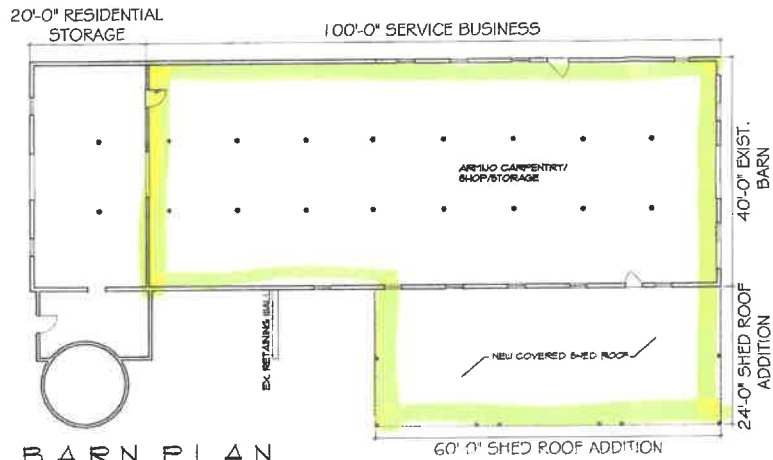 20'-0" RESIDENTIAL
STORAGE
100'-0" SERVICE BUSINESS
ARMIJO CARPENTRY/
SHOP/STORAGE
40'-0" EXIST.
BARN
EX. RETAINING WALL
NEW COVERED SHED ROOF
24'-0" SHED ROOF
ADDITION
60'-0" SHED ROOF ADDITION
BARN PLAN